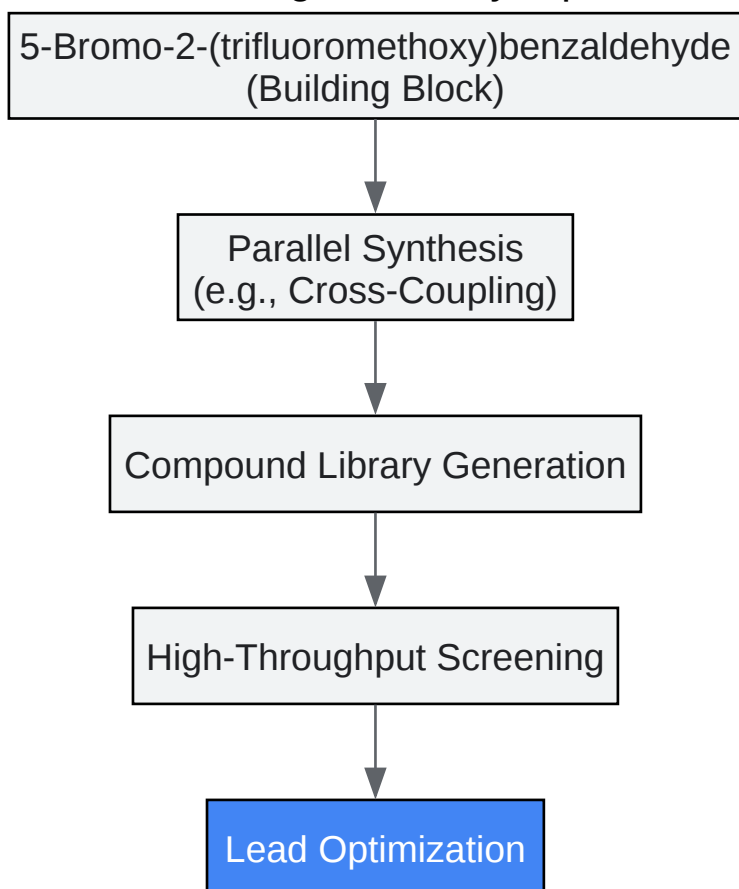 5-Bromo-2-(trifluoromethoxy)benzaldehyde
(Building Block)
Parallel Synthesis
(e.g., Cross-Coupling)
Compound Library Generation
High-Throughput Screening
Lead Optimization